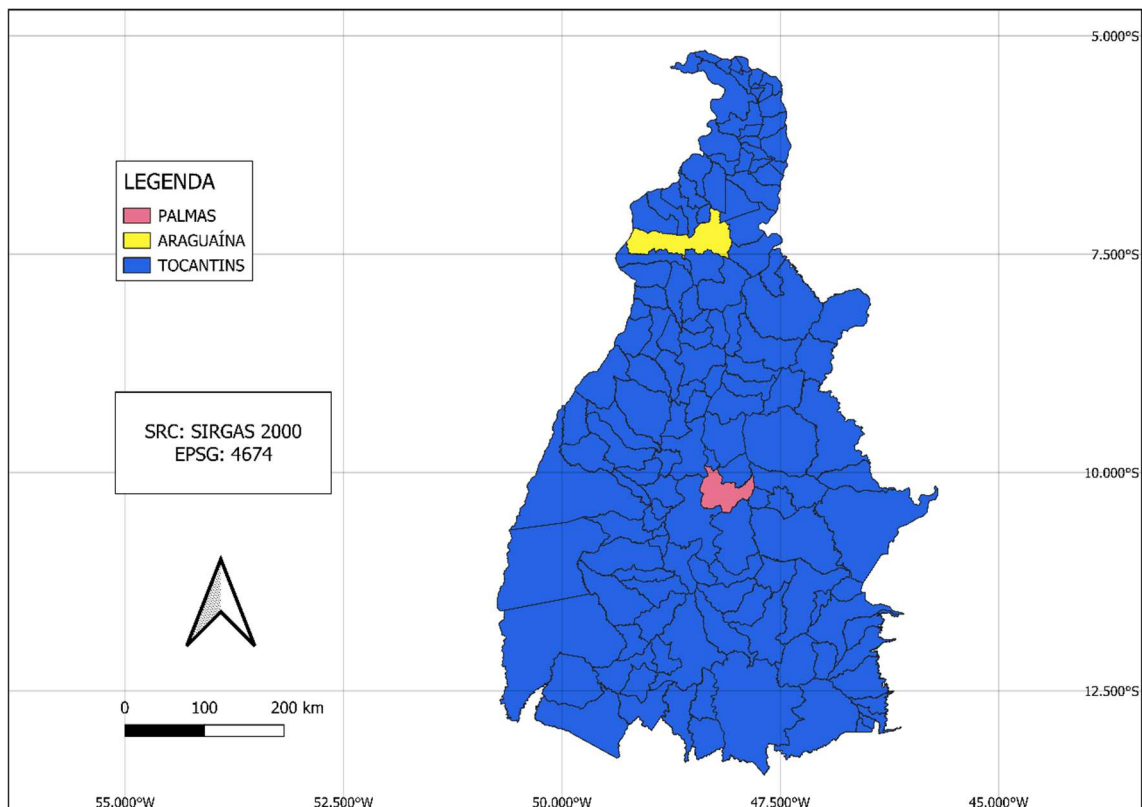 5.000°S
LEGENDA
PALMAS
ARAGUAÍNA
TOCANTINS
7.500°S
SRC: SIRGAS 2000
EPSG: 4674
10.000°S
12.500°S
0 100 200 km
55.000°W 52.500°W 50.000°W 47.500°W 45.000°W